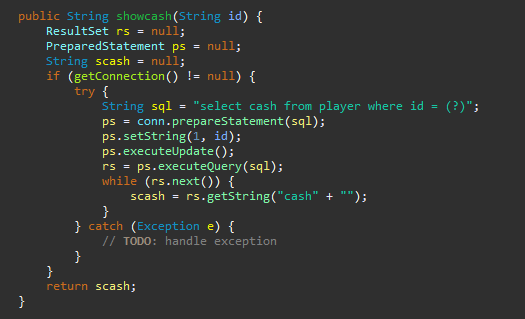 public String showcash(String id) {
    ResultSet rs = null;
    PreparedStatement ps = null;
    String scash = null;
    if (getConnection() != null) {
        try {
            String sql = "select cash from player where id = (?)";
            ps = conn.prepareStatement(sql);
            ps.setString(1, id);
            ps.executeUpdate();
            rs = ps.executeQuery(sql);
            while (rs.next()) {
                scash = rs.getString("cash" + "");
            }
        } catch (Exception e) {
            // TODO: handle exception
        }
    }
    return scash;
}